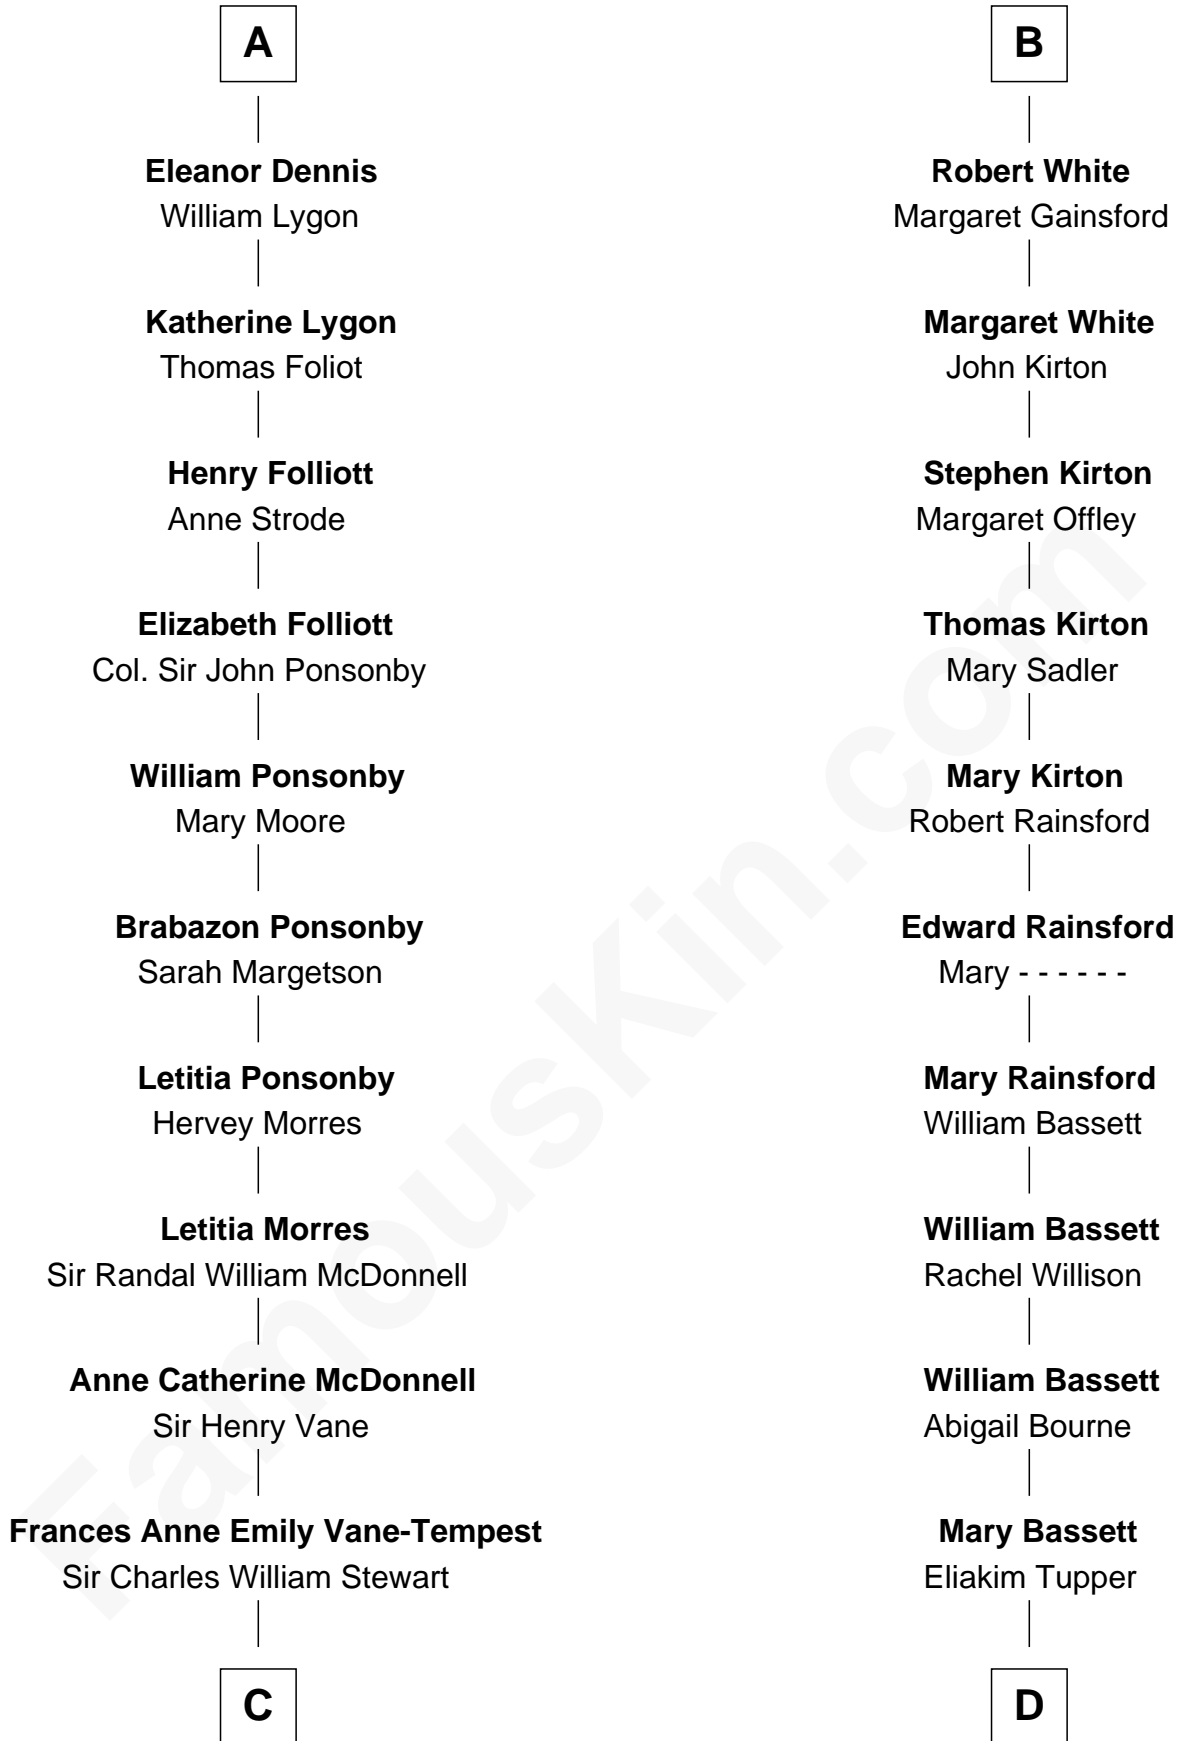 A
Eleanor Dennis
William Lygon
Katherine Lygon
Thomas Foliot
Henry Folliott
Anne Strode
Elizabeth Folliott
Col. Sir John Ponsonby
William Ponsonby
Mary Moore
Brabazon Ponsonby
Sarah Margetson
Letitia Ponsonby
Hervey Morres
Letitia Morres
Sir Randal William McDonnell
Anne Catherine McDonnell
Sir Henry Vane
Frances Anne Emily Vane-Tempest
Sir Charles William Stewart
C
B
Robert White
Margaret Gainsford
Margaret White
John Kirton
Stephen Kirton
Margaret Offley
Thomas Kirton
Mary Sadler
Mary Kirton
Robert Rainsford
Edward Rainsford
Mary - - - - - -
Mary Rainsford
William Bassett
William Bassett
Rachel Willison
William Bassett
Abigail Bourne
Mary Bassett
Eliakim Tupper
D
FamousKin.com